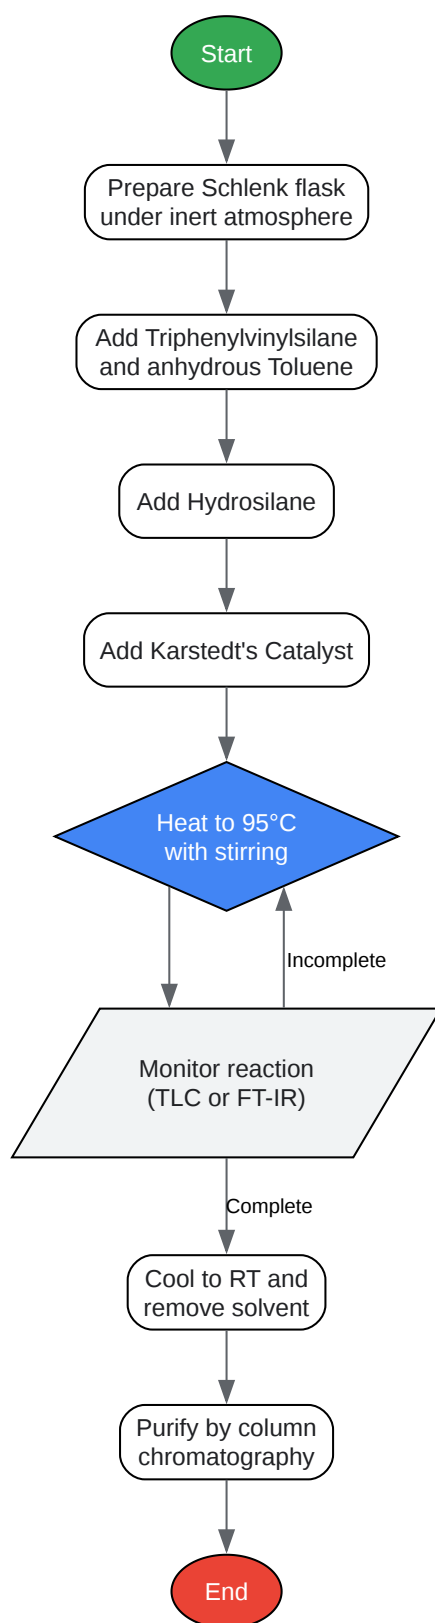 Start
Prepare Schlenk flask
under inert atmosphere
Add Triphenylvinylsilane
and anhydrous Toluene
Add Hydrosilane
Add Karstedt's Catalyst
Heat to 95°C
with stirring
Incomplete
Monitor reaction
(TLC or FT-IR)
Complete
Cool to RT and
remove solvent
Purify by column
chromatography
End